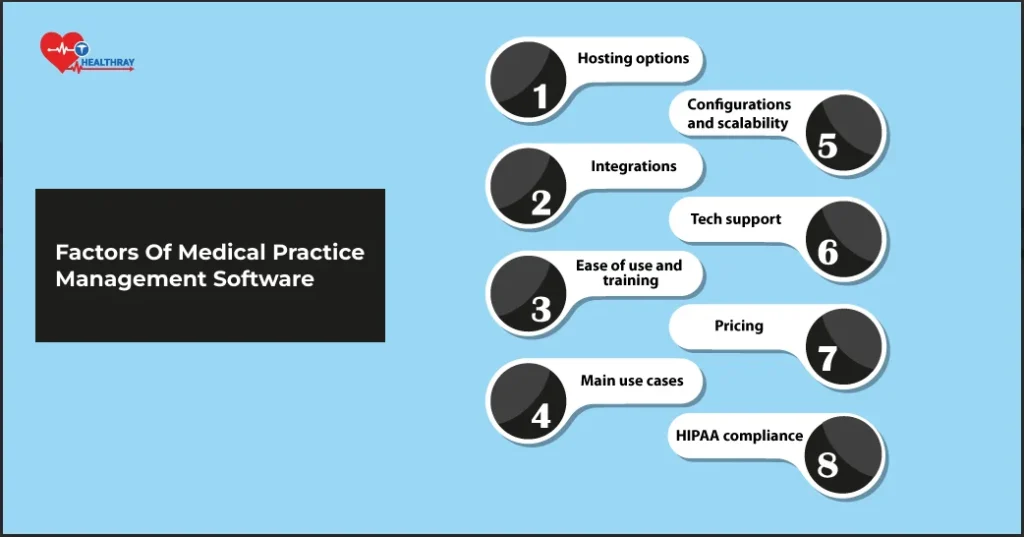 HEALTHRAY
Factors Of Medical Practice
Management Software
1
Hosting options
2
Integrations
3
Ease of use and
training
4
Main use cases
5
Configurations
and scalability
6
Tech support
7
Pricing
8
HIPAA compliance